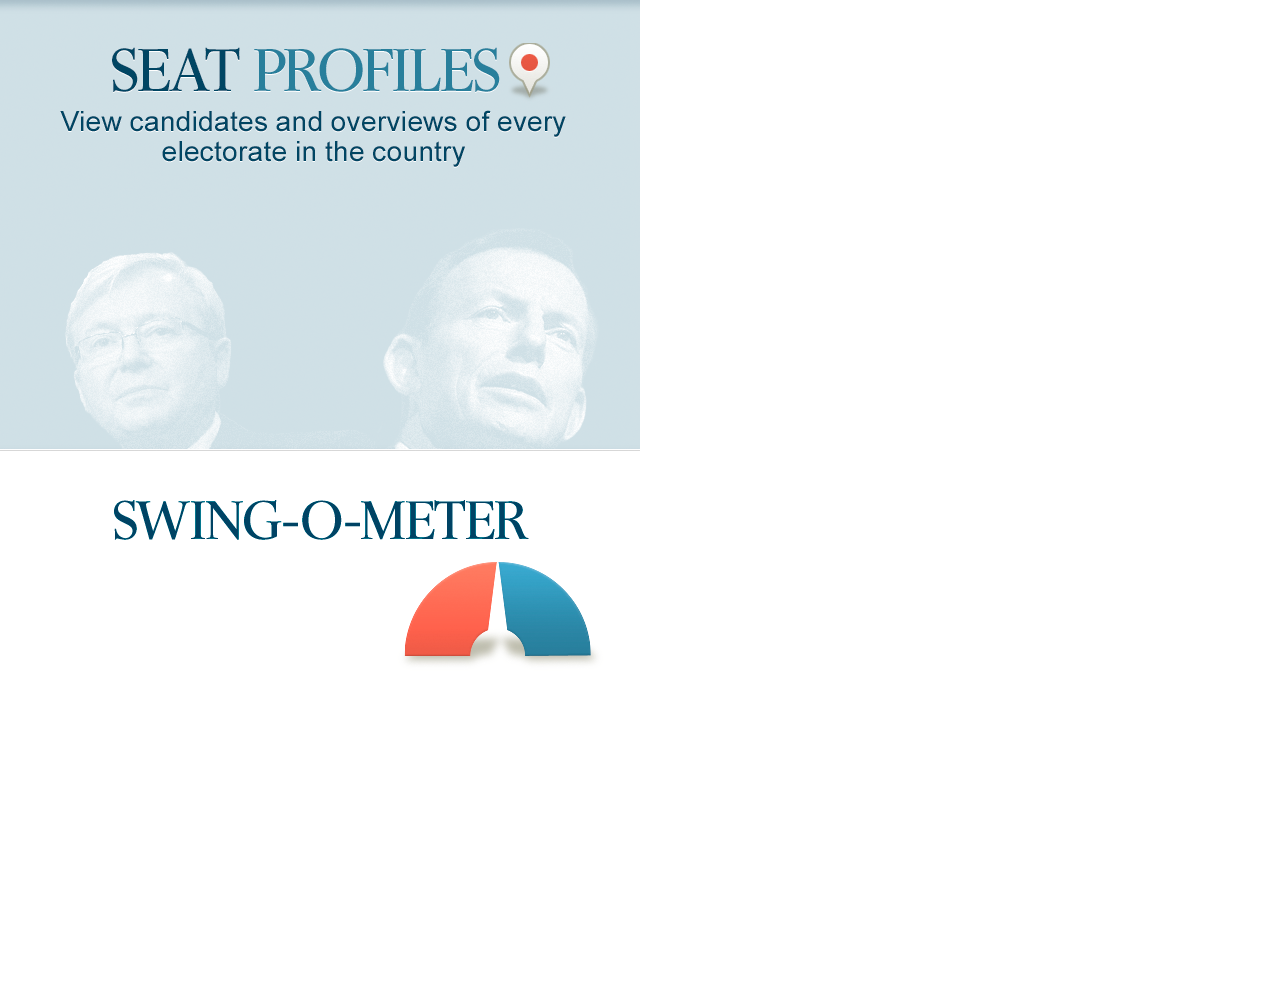 SEAT PROFILES
View candidates and overviews of every
electorate in the country
SWING-O-METER